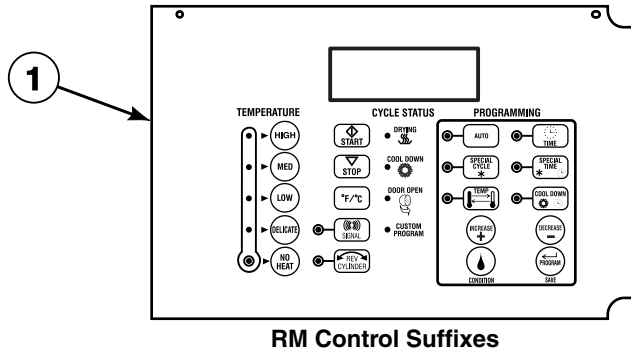 1
TEMPERATURE
HIGH
MED
LOW
DELICATE
NO
HEAT
START
STOP
°F/°C
SIGNAL
REV
CYLINDER
CYCLE STATUS
DRYING
COOL DOWN
DOOR OPEN
CUSTOM
PROGRAM
PROGRAMMING
AUTO
TIME
SPECIAL
CYCLE
*
SPECIAL
TIME
*
TEMP
COOL DOWN
INCREASE
+
DECREASE
−
CONDITION
PROGRAM
SAVE
RM Control Suffixes